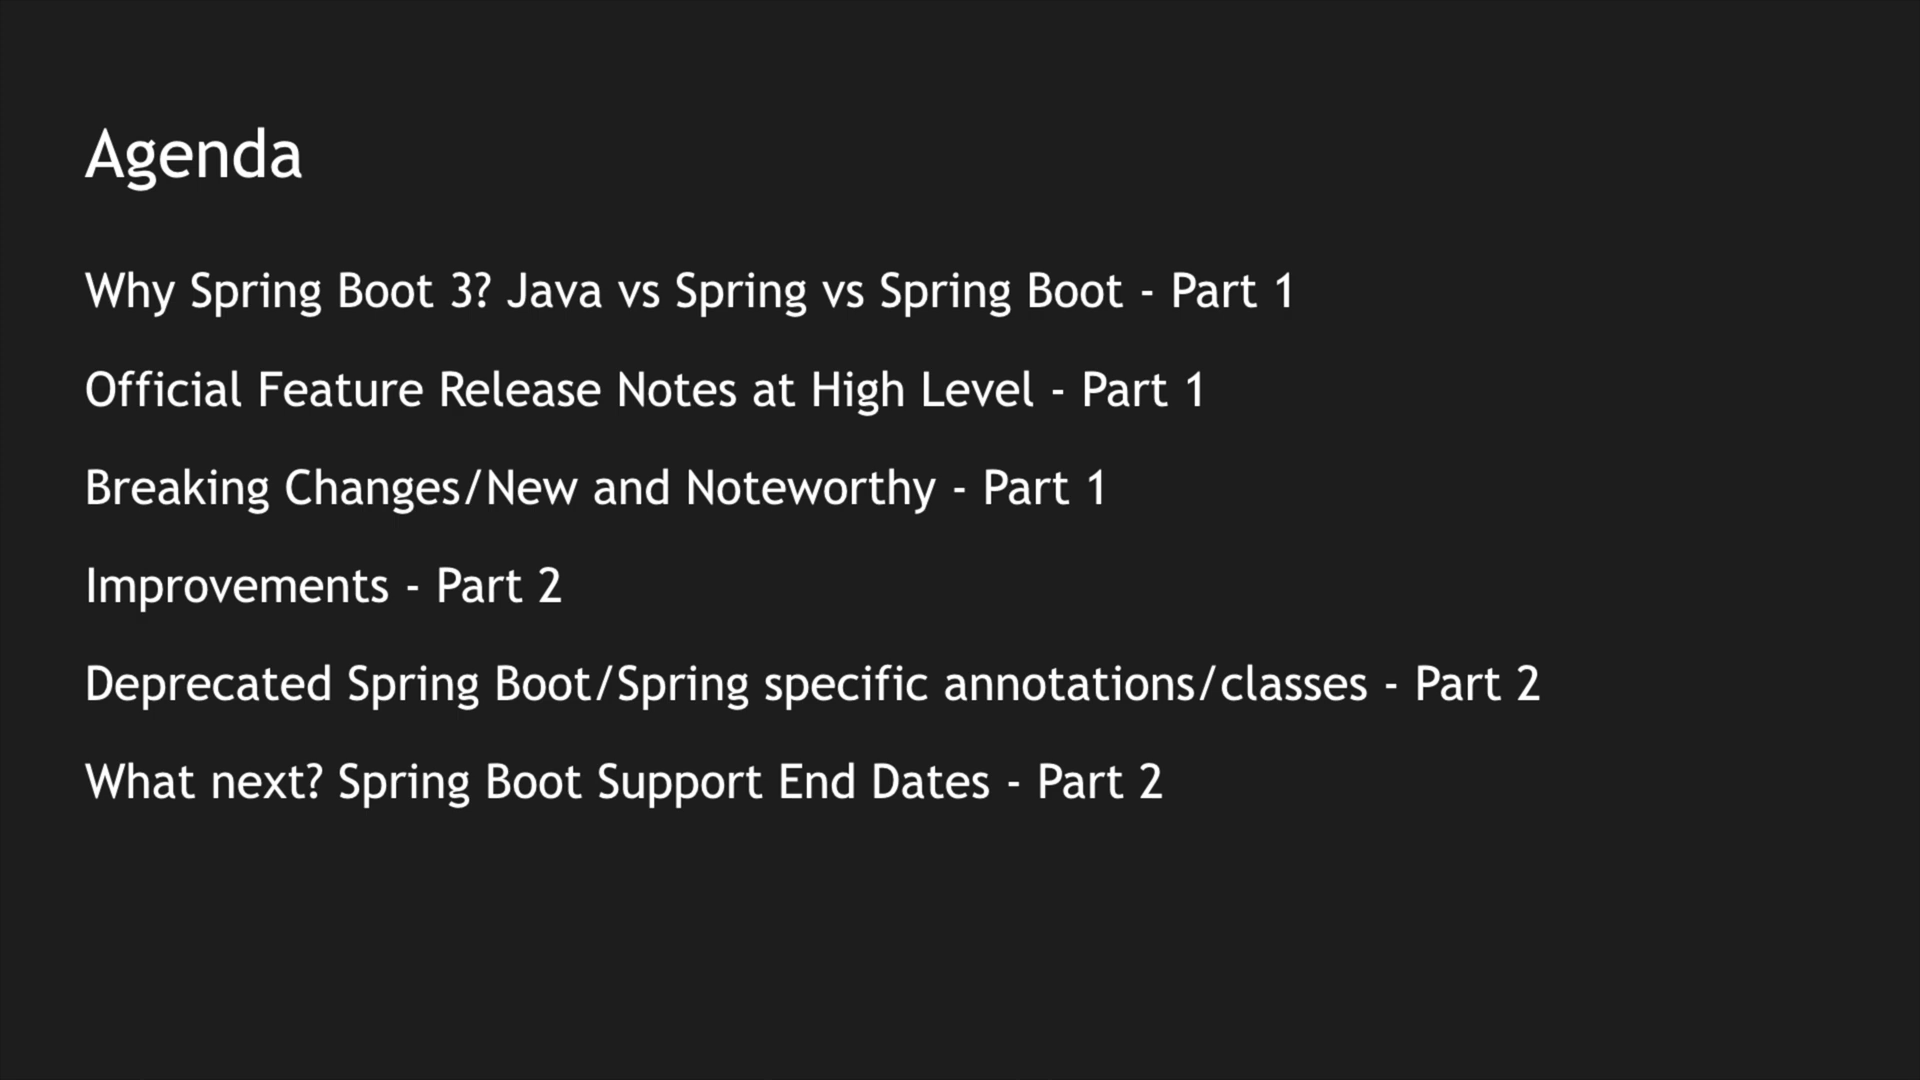 Agenda
Why Spring Boot 3? Java vs Spring vs Spring Boot - Part 1
Official Feature Release Notes at High Level - Part 1
Breaking Changes/New and Noteworthy - Part 1
Improvements - Part 2
Deprecated Spring Boot/Spring specific annotations/classes - Part 2
What next? Spring Boot Support End Dates - Part 2